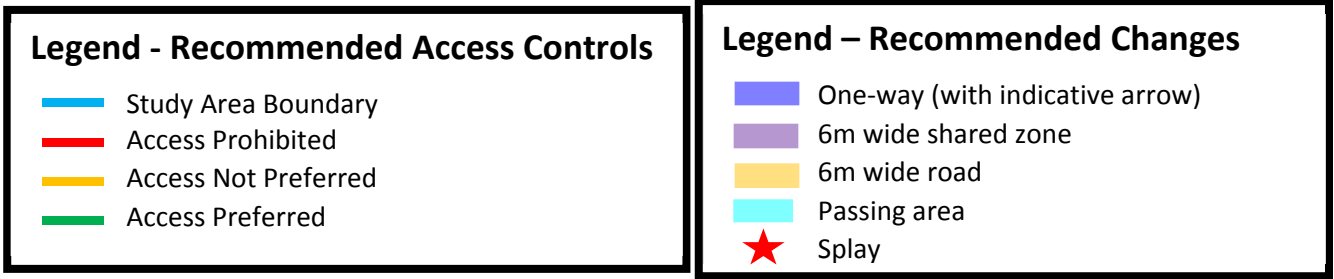 Legend - Recommended Access Controls
Study Area Boundary
Access Prohibited
Access Not Preferred
Access Preferred
Legend – Recommended Changes
One-way (with indicative arrow)
6m wide shared zone
6m wide road
Passing area
Splay